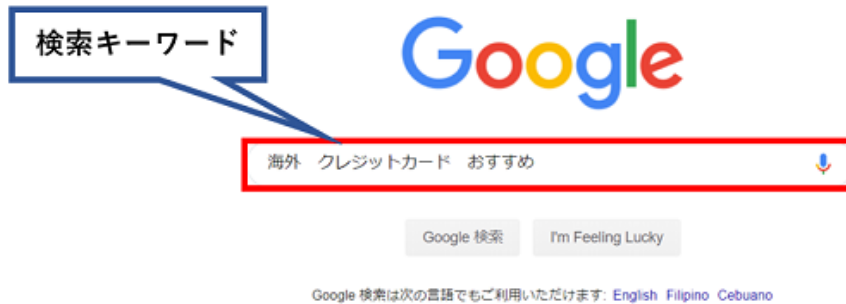 検索キーワード
Google
海外　クレジットカード　おすすめ
Google 検索
I'm Feeling Lucky
Google 検索は次の言語でもご利用いただけます: English Filipino Cebuano